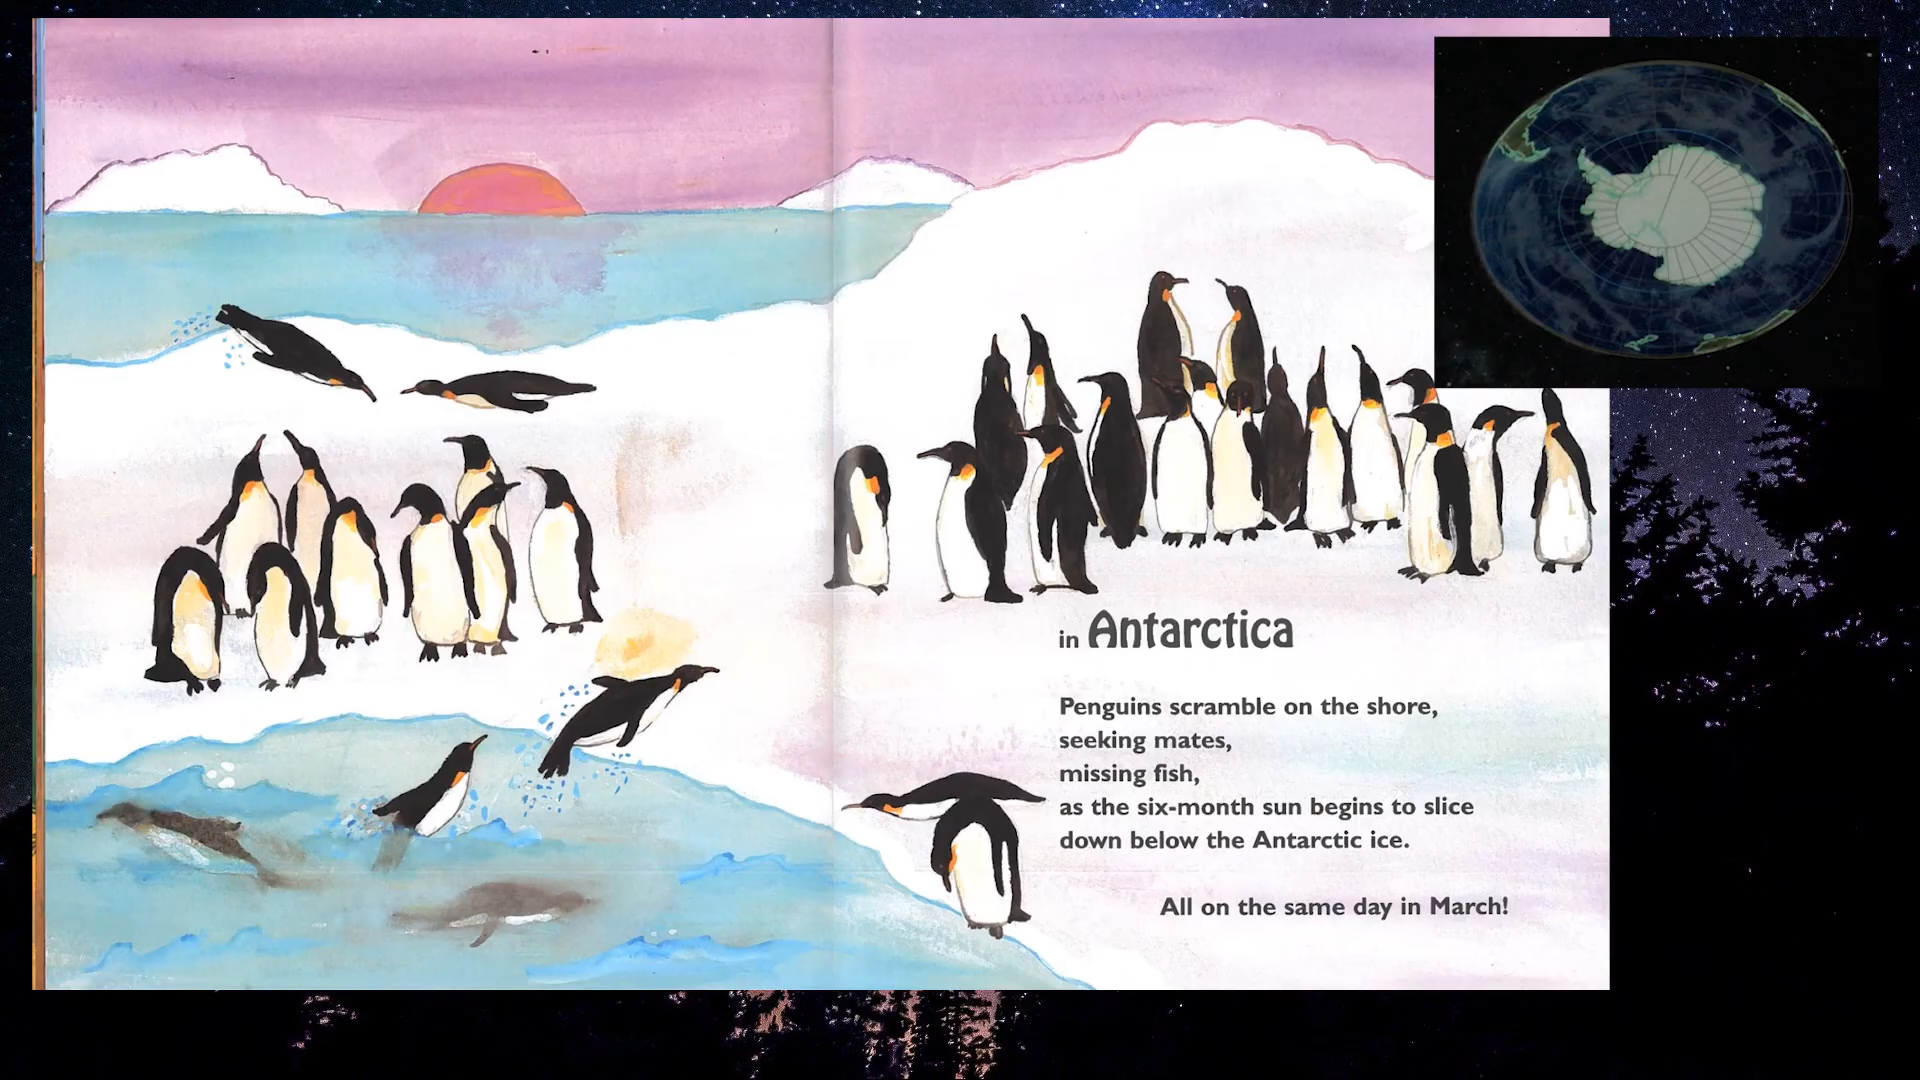 in Antarctica
Penguins scramble on the shore,
seeking mates,
missing fish,
as the six-month sun begins to slice
down below the Antarctic ice.
All on the same day in March!